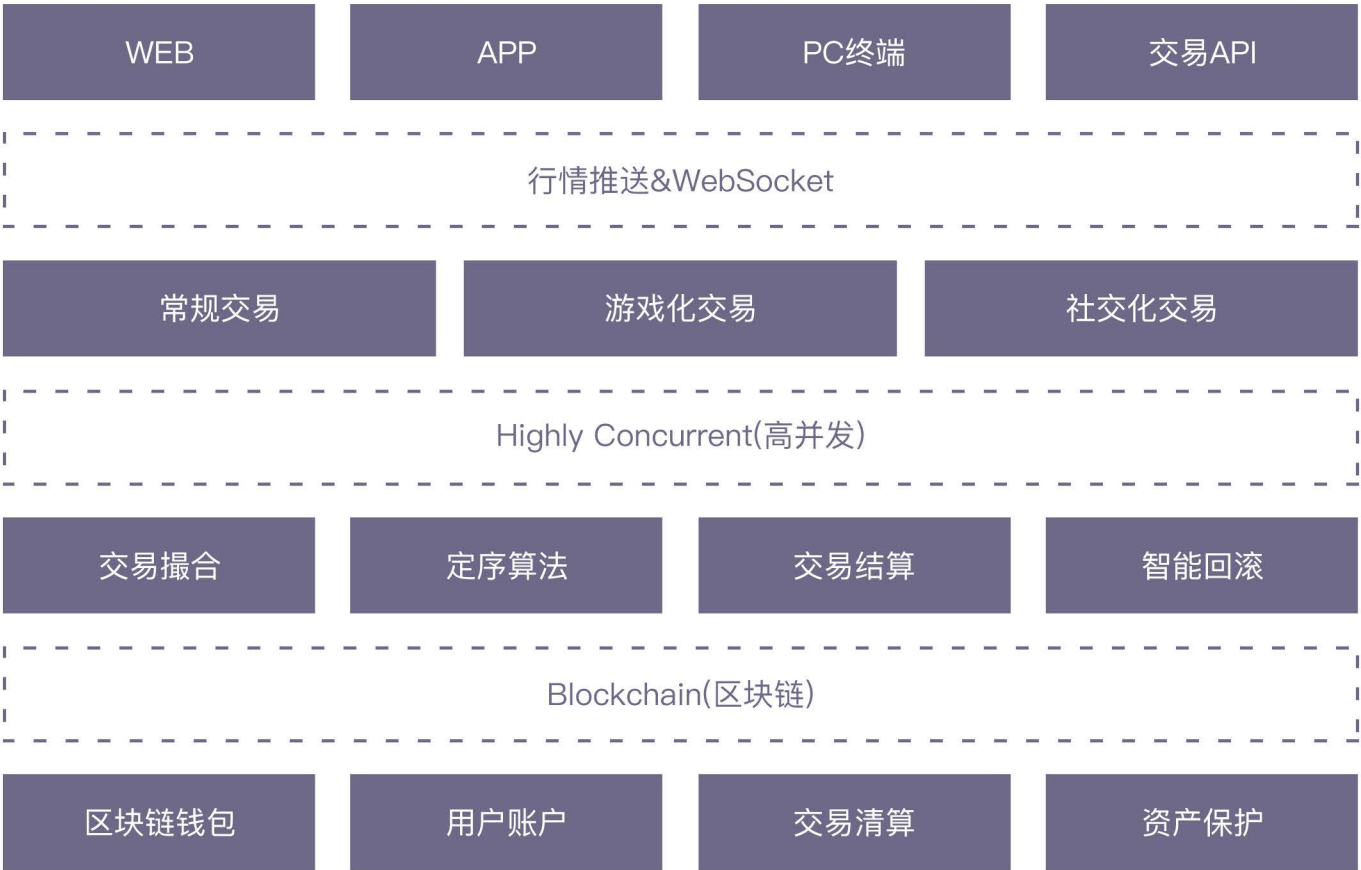 WEB
APP
PC终端
交易API
行情推送&WebSocket
常规交易
游戏化交易
社交化交易
Highly Concurrent(高并发)
交易撮合
定序算法
交易结算
智能回滚
Blockchain(区块链)
区块链钱包
用户账户
交易清算
资产保护